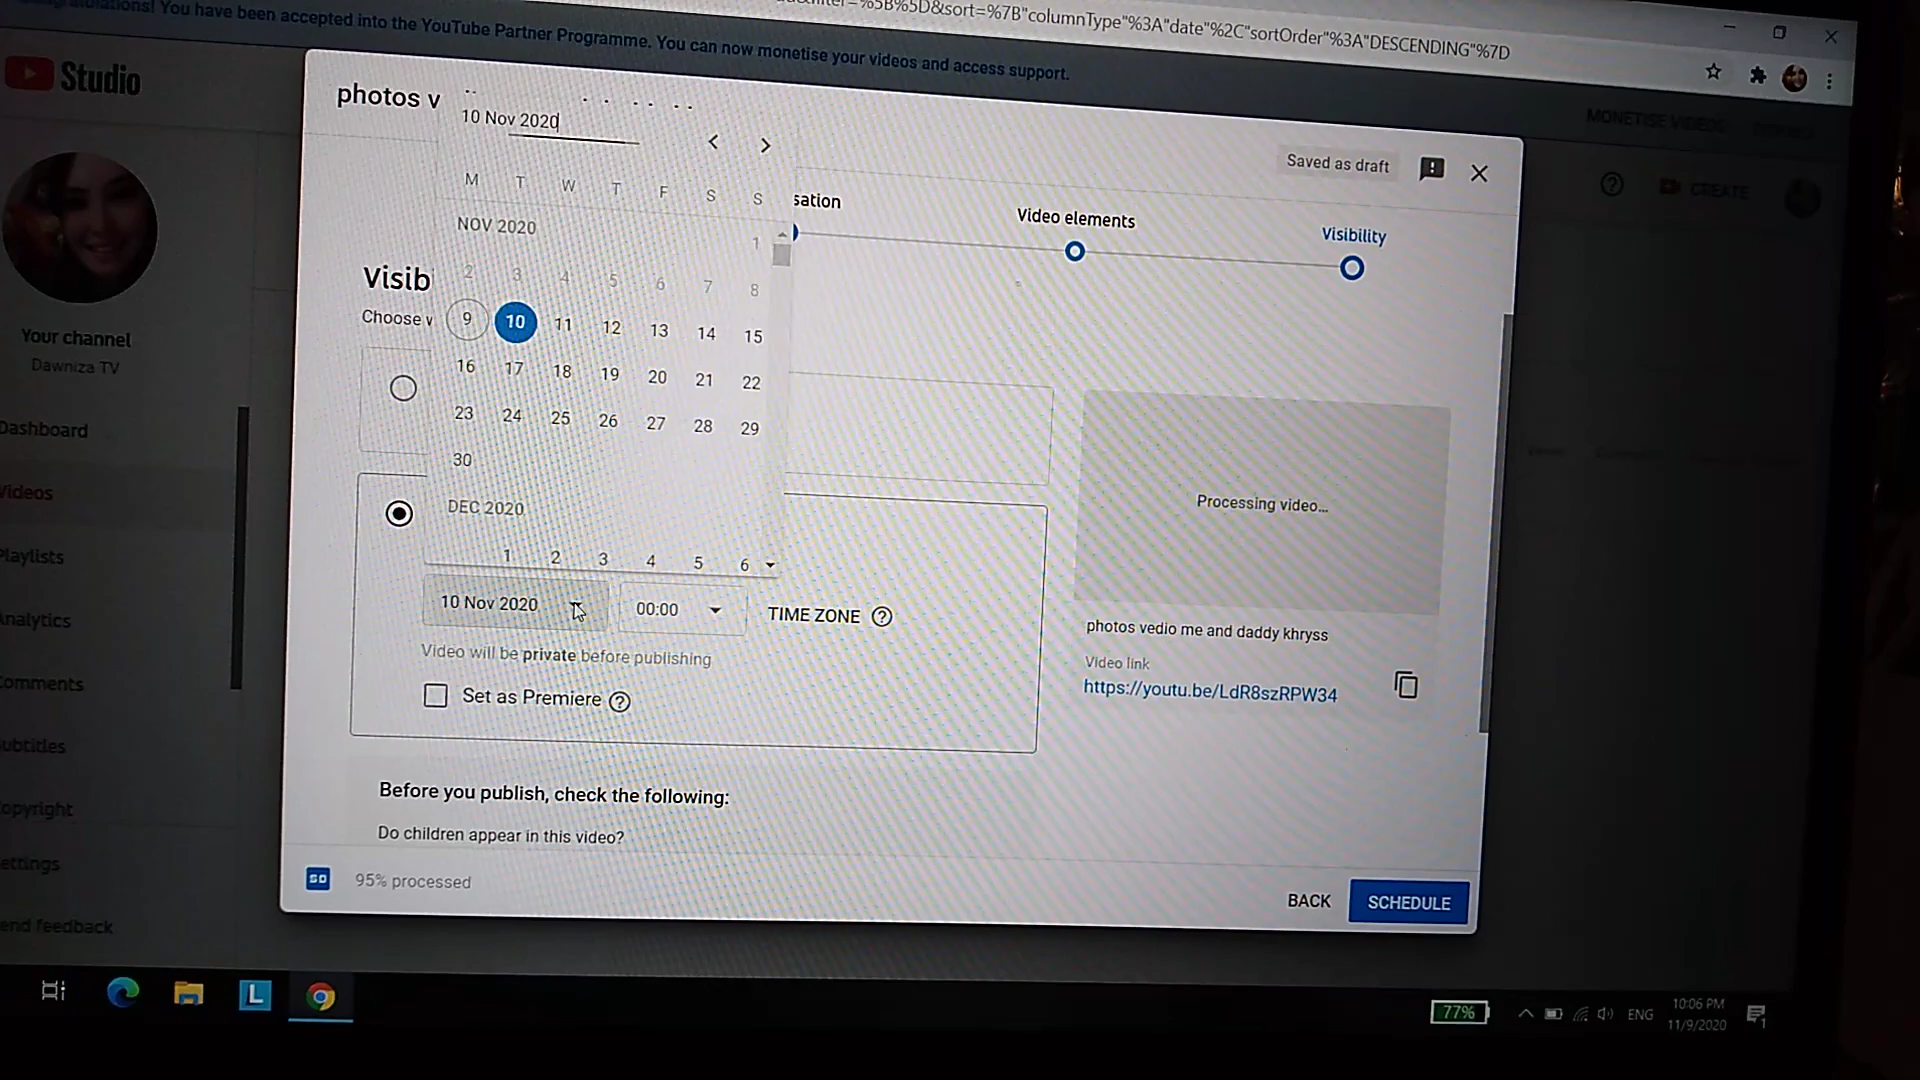 You have been accepted into the YouTube Partner Programme. You can now monetise your videos and access support.
=%5B%5D&sort=%7B"columnType"%3A"date"%2C"sortOrder"%3A"DESCENDING"%7D
Studio
MONETISE VIDEOS
CREATE
photos v
10 Nov 2020
Saved as draft
M T W T F S S
sation
Video elements
Visibility
NOV 2020
1
2 3 4 5 6 7 8
9 10 11 12 13 14 15
16 17 18 19 20 21 22
23 24 25 26 27 28 29
30
DEC 2020
1 2 3 4 5 6
Visib
Choose v
Your channel
Dawniza TV
Dashboard
Videos
Playlists
Analytics
Comments
Subtitles
Copyright
Settings
Send feedback
10 Nov 2020
00:00
TIME ZONE
Video will be private before publishing
Set as Premiere
Processing video...
photos vedio me and daddy khryss
Video link
https://youtu.be/LdR8szRPW34
Before you publish, check the following:
Do children appear in this video?
SD
95% processed
BACK
SCHEDULE
L
77%
ENG
10:06 PM
11/9/2020
1